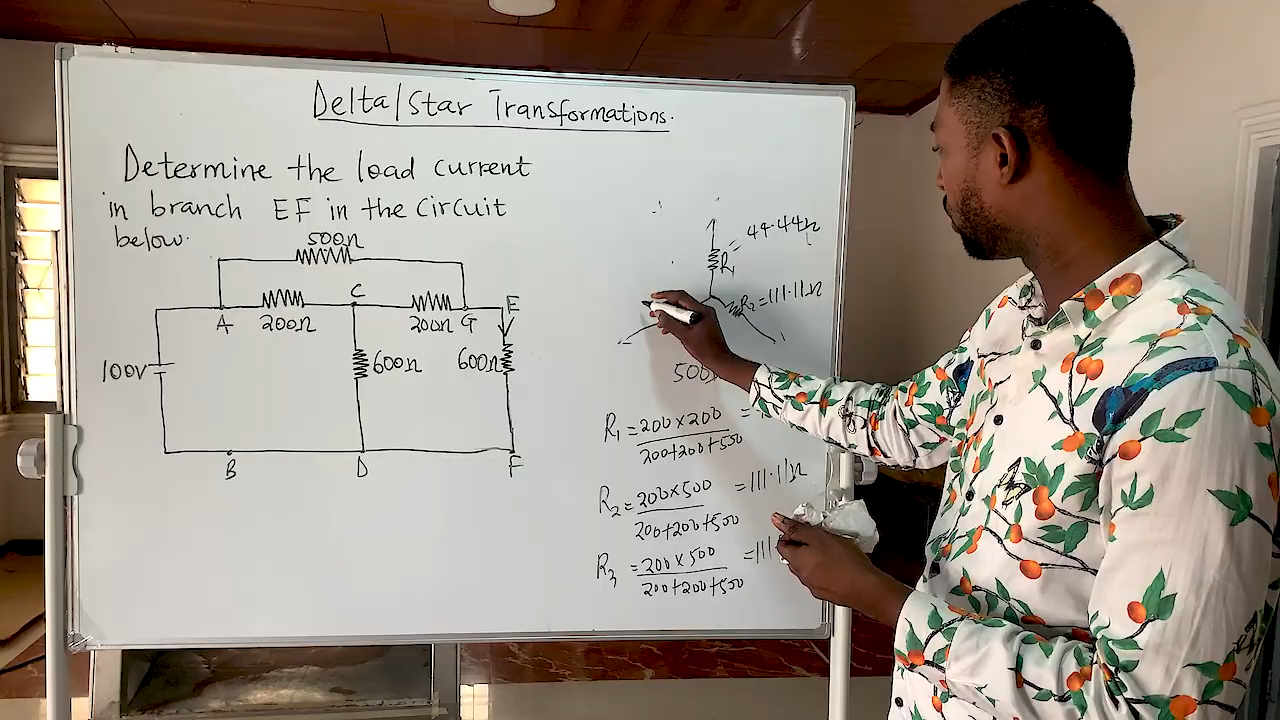 Delta/Star Transformations.
Determine the load current
in branch EF in the circuit
below.
500Ω
A 200Ω C 200Ω G E
100V 600Ω 600Ω
B D F
R1 = 44.44Ω
R2 = 111.11Ω
R1 = 200×200 / 200+200+500 =
R2 = 200×500 / 200+200+500 = 111.11Ω
R3 = 200×500 / 200+200+500 = 111